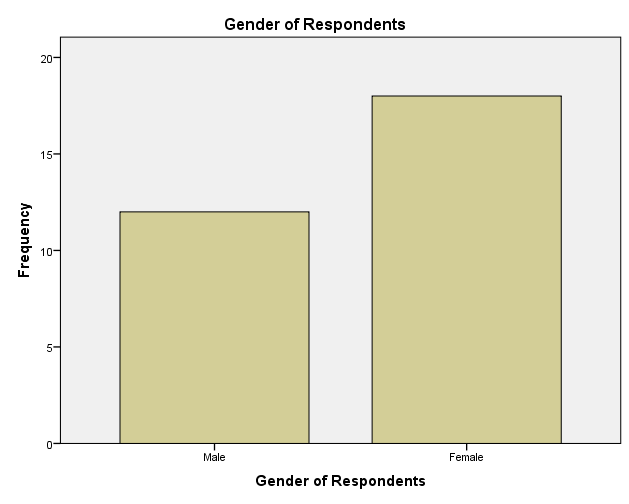 Gender of Respondents
20
15
10
5
0
Frequency
Male Female
Gender of Respondents